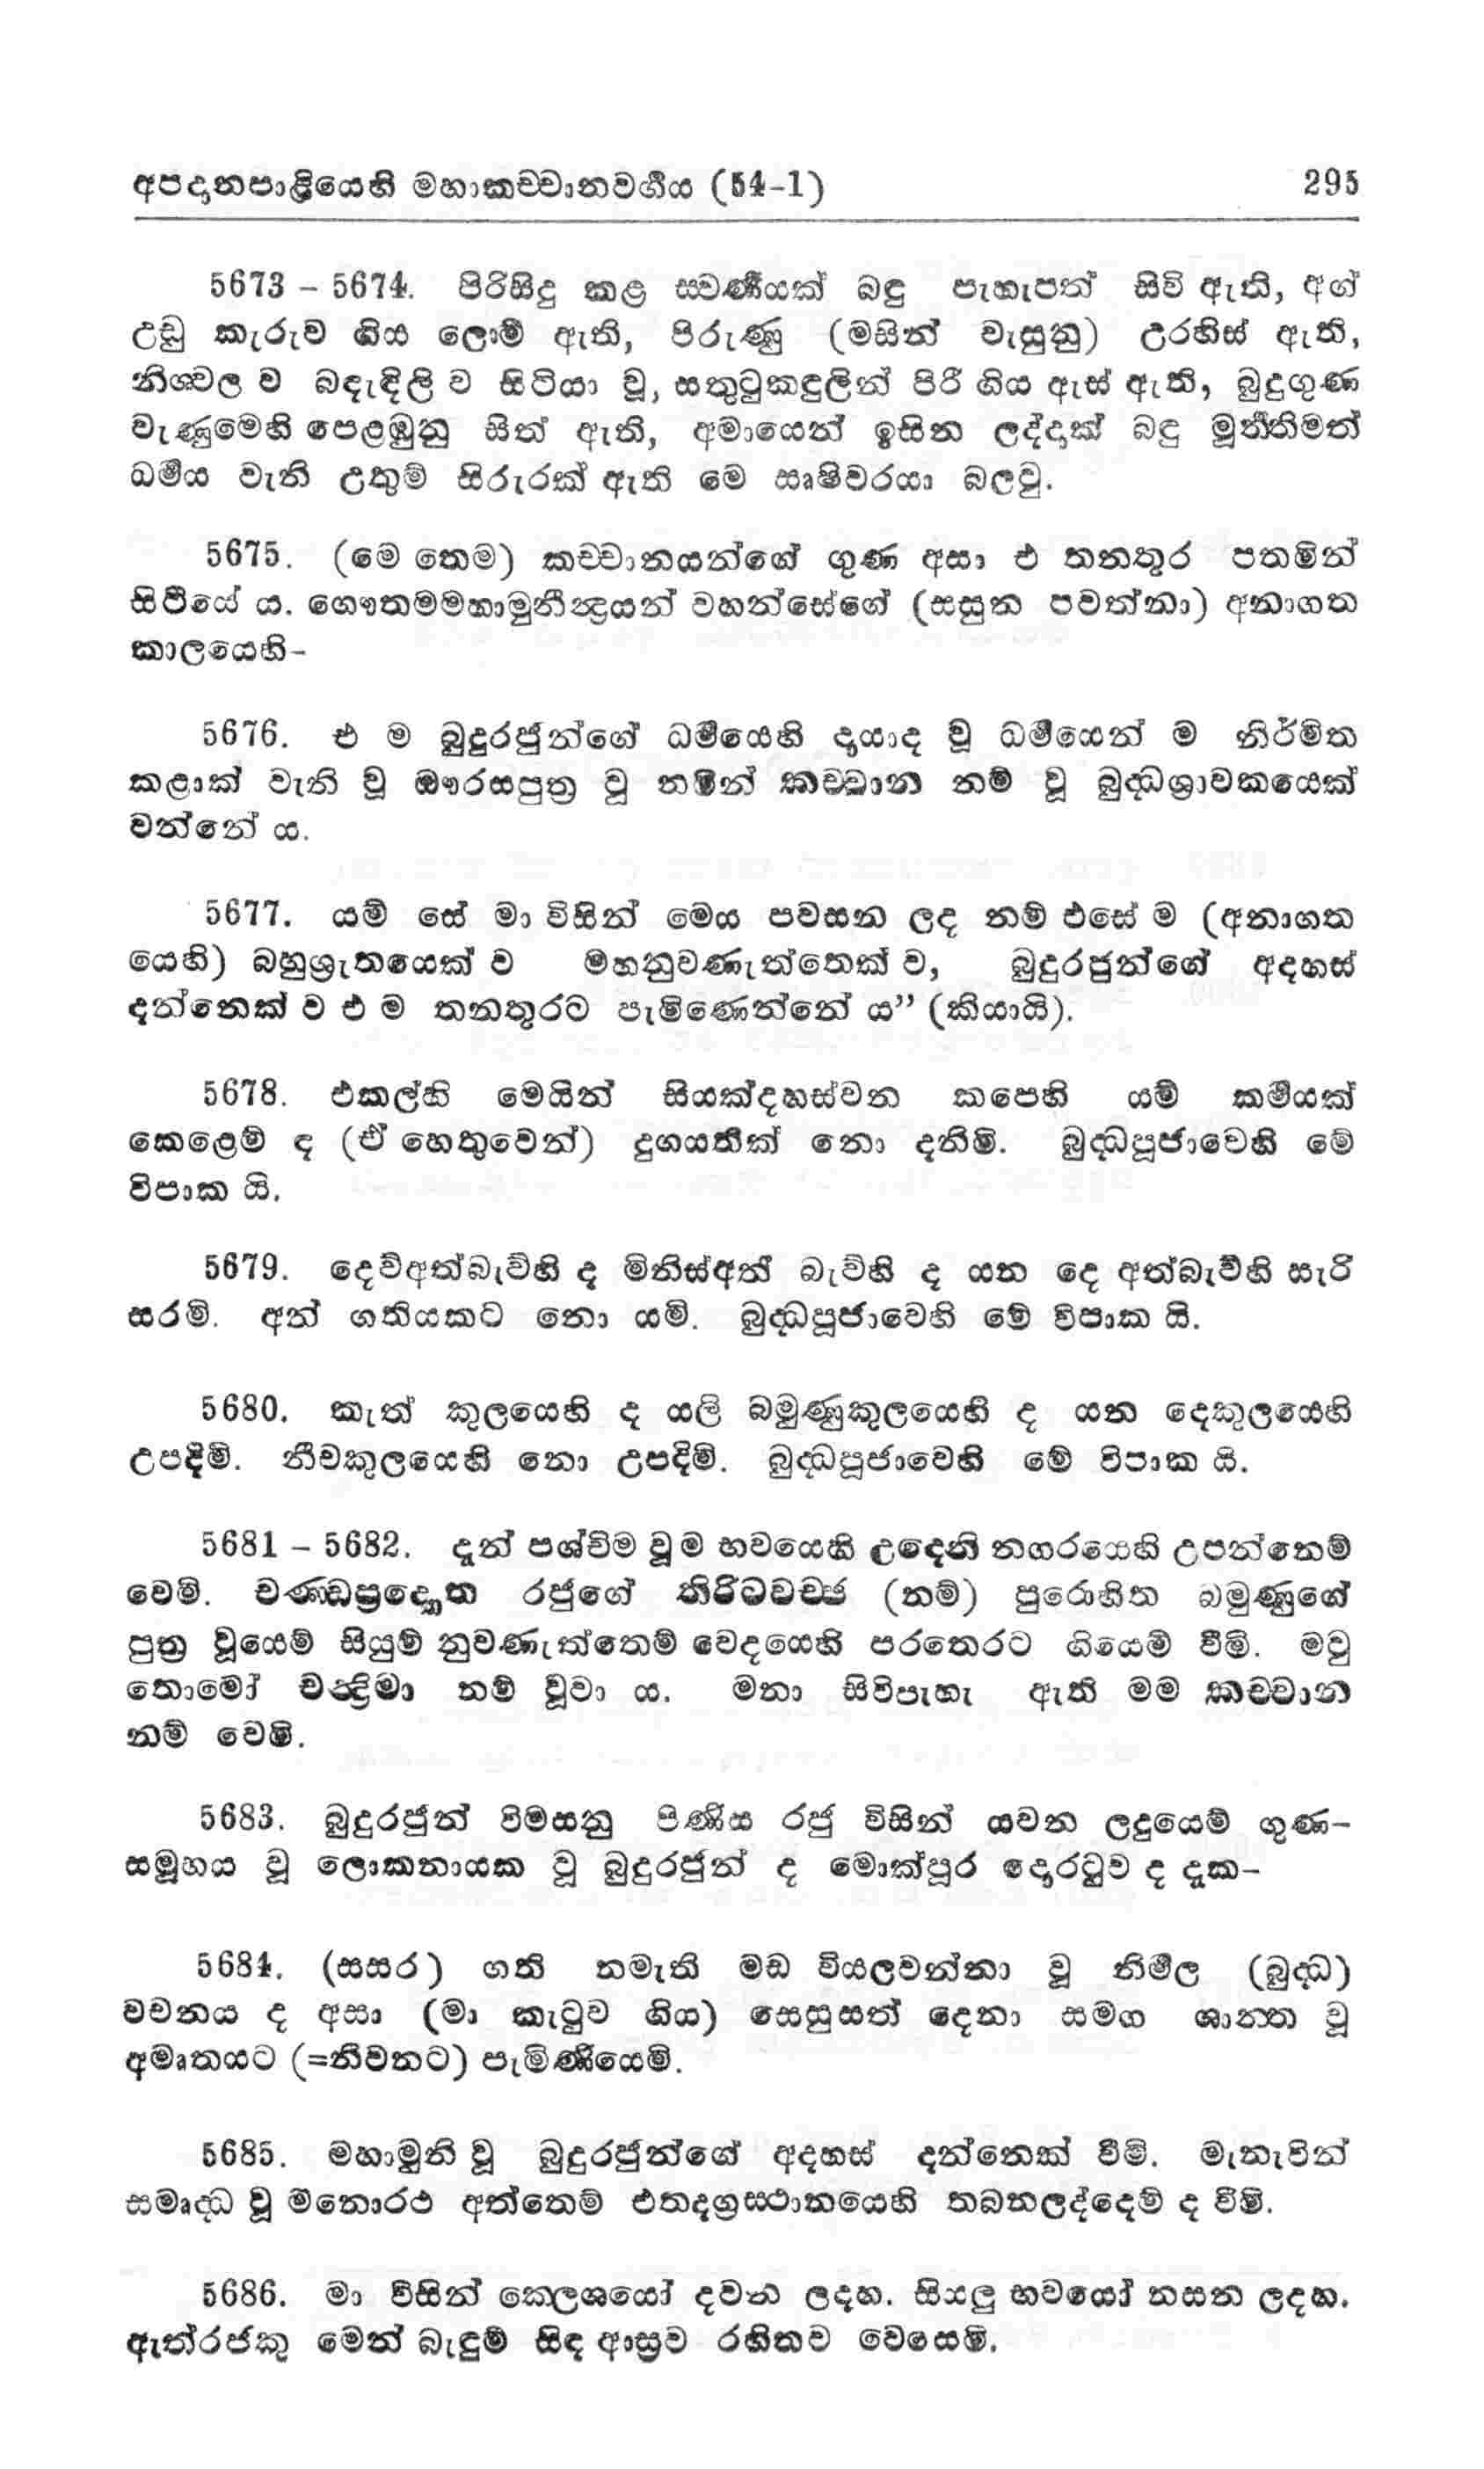 අපදානපාළියෙහි මහාකච්චානවර්‍ගය (54-1) 295
5673 – 5674. පිරිසිදු කළ ස්වර්‍ණයක් බඳු පැහැපත් සිවි ඇති, අග්
උඩු කැරුව ගිය ලොම් ඇති, පිරුණු (මසින් වැසුනු) උරහිස් ඇති,
නිශ්චල ව බදැඳිලි ව සිටියා වූ, සතුටුකඳුලින් පිරී ගිය ඇස් ඇති, බුදුගුණ
වැණුමෙහි පෙළඹුනු සිත් ඇති, අමායෙන් ඉසින ලද්දක් බඳු මූර්‍තිමත්
ධර්‍මය වැනි උතුම් සිරුරක් ඇති මෙ ඍෂිවරයා බලවු.
5675. (මෙ තෙම) කච්චානයන්ගේ ගුණ අසා එ තනතුර පතමින්
සිටියේ ය. ගෞතමමහාමුනීන්‍ද්‍රයන් වහන්සේගේ (සසුන පවත්නා) අනාගත
කාලයෙහි-
5676. එ ම බුදුරජුන්ගේ ධර්‍මයෙහි දායාද වූ ධර්‍මයෙන් ම නිර්මිත
කළාක් වැනි වූ ඖරසපුත්‍ර වූ නමින් කච්චාන නම් වූ බුද්ධශ්‍රාවකයෙක්
වන්නේ ය.
5677. යම් සේ මා විසින් මෙය පවසන ලද නම් එසේ ම (අනාගත
යෙහි) බහුශ්‍රැතයෙක් ව මහනුවණැත්තෙක් ව, බුදුරජුන්ගේ අදහස්
දන්නෙක් ව එ ම තනතුරට පැමිණෙන්නේ ය” (කියායි).
5678. එකල්හි මෙයින් සියක්දහස්වන කපෙහි යම් කර්‍මයක්
කෙළෙම් ද (ඒ හෙතුවෙන්) දුගයතික් නො දනිමි. බුද්ධපූජාවෙහි මේ
විපාක යි.
5679. දෙව්අත්බැව්හි ද මිනිස්අත් බැව්හි ද යන දෙ අත්බැව්හි සැරි
සරමි. අන් ගතියකට නො යමි. බුද්ධපූජාවෙහි මේ විපාක යි.
5680. කැත් කුලයෙහි ද යලි බමුණුකුලයෙහි ද යන දෙකුලයෙහි
උපදිමි. නීචකුලයෙහි නො උපදිමි. බුද්ධපූජාවෙහි මේ විපාක යි.
5681 – 5682. දැන් පශ්චිම වූ ම භවයෙහි උදෙනි නගරයෙහි උපන්නෙම්
වෙමි. චණ්ඩප්‍රද්‍යොත රජුගේ තිරිටවච්ඡ (නම්) පුරොහිත බමුණුගේ
පුත්‍ර වූයෙම් සියුම් නුවණැත්තෙම් වෙදයෙහි පරතෙරට ගියෙම් වීමි. මවු
තොමෝ චන්‍ද්‍රිමා නම් වූවා ය. මනා සිවිපැහැ ඇති මම කච්චාන
නම් වෙමි.
5683. බුදුරජුන් විමසනු පිණිස රජු විසින් යවන ලදුයෙම් ගුණ-
සමූහය වූ ලොකනායක වූ බුදුරජුන් ද මොක්පුර දොරටුව ද දැක-
5684. (සසර) ගති නමැති මඩ වියලවන්නා වූ නිර්‍මල (බුද්ධ)
වචනය ද අසා (මා කැටුව ගිය) සෙසුසත් දෙනා සමග ශාන්ත වූ
අමෘතයට (=නිවනට) පැමිණියෙමි.
5685. මහාමුනි වූ බුදුරජුන්ගේ අදහස් දන්නෙක් වීමි. මැනැවින්
සමෘද්ධ වූ මනොරථ අත්තෙම් එතදග්‍රස්ථානයෙහි තබනලද්දෙම් ද වීමි.
5686. මා විසින් කෙලශයෝ දවන ලදහ. සියලු භවයෝ නසන ලදහ.
ඇත්රජකු මෙන් බැඳුම් සිඳ ආස්‍රව රහිතව වෙසෙමි.